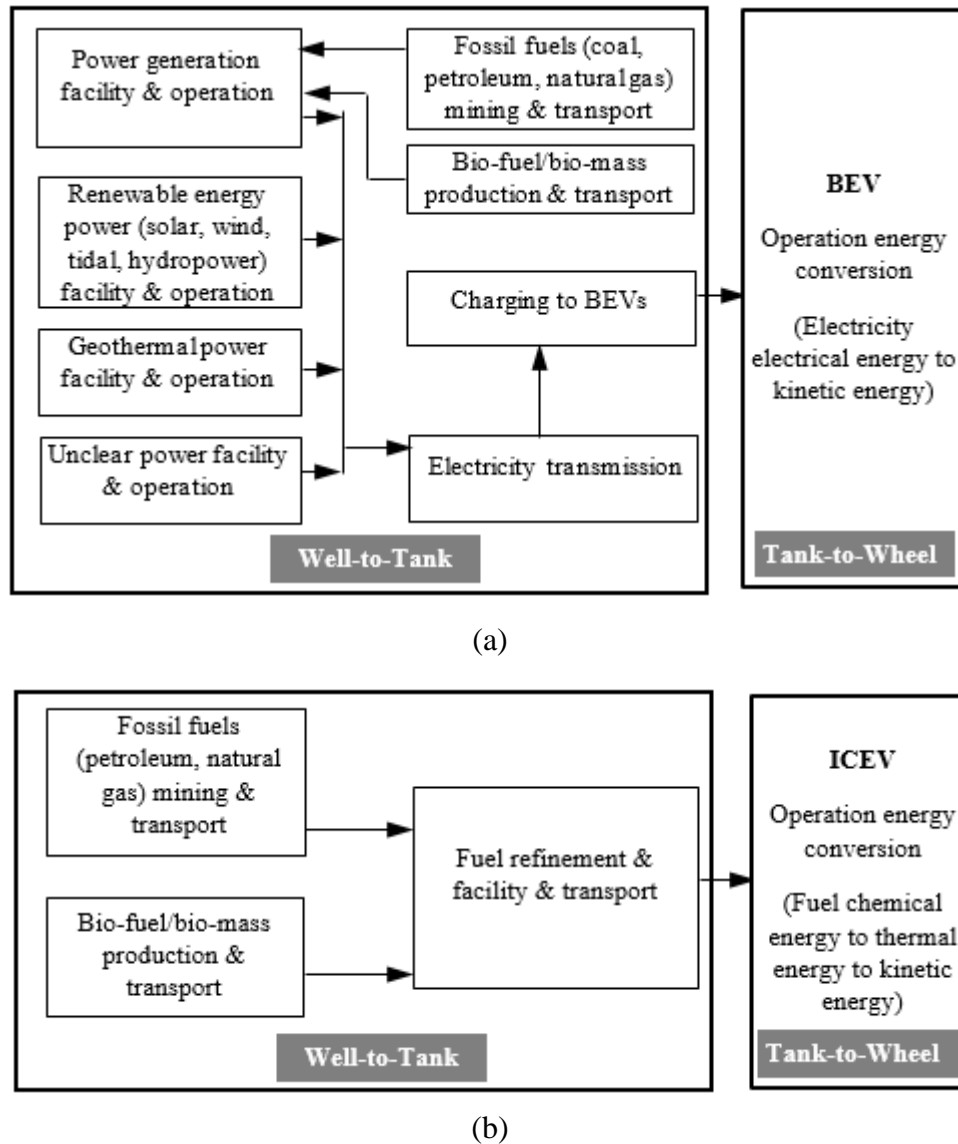 Power generation
facility & operation
Fossil fuels (coal,
petroleum, natural gas)
mining & transport
Bio-fuel/bio-mass
production & transport
Renewable energy
power (solar, wind,
tidal, hydropower)
facility & operation
Geothermal power
facility & operation
Unclear power facility
& operation
Charging to BEVs
Electricity transmission
Well-to-Tank
BEV
Operation energy
conversion
(Electricity
electrical energy to
kinetic energy)
Tank-to-Wheel
(a)
Fossil fuels
(petroleum, natural
gas) mining &
transport
Bio-fuel/bio-mass
production &
transport
Fuel refinement &
facility & transport
Well-to-Tank
ICEV
Operation energy
conversion
(Fuel chemical
energy to thermal
energy to kinetic
energy)
Tank-to-Wheel
(b)